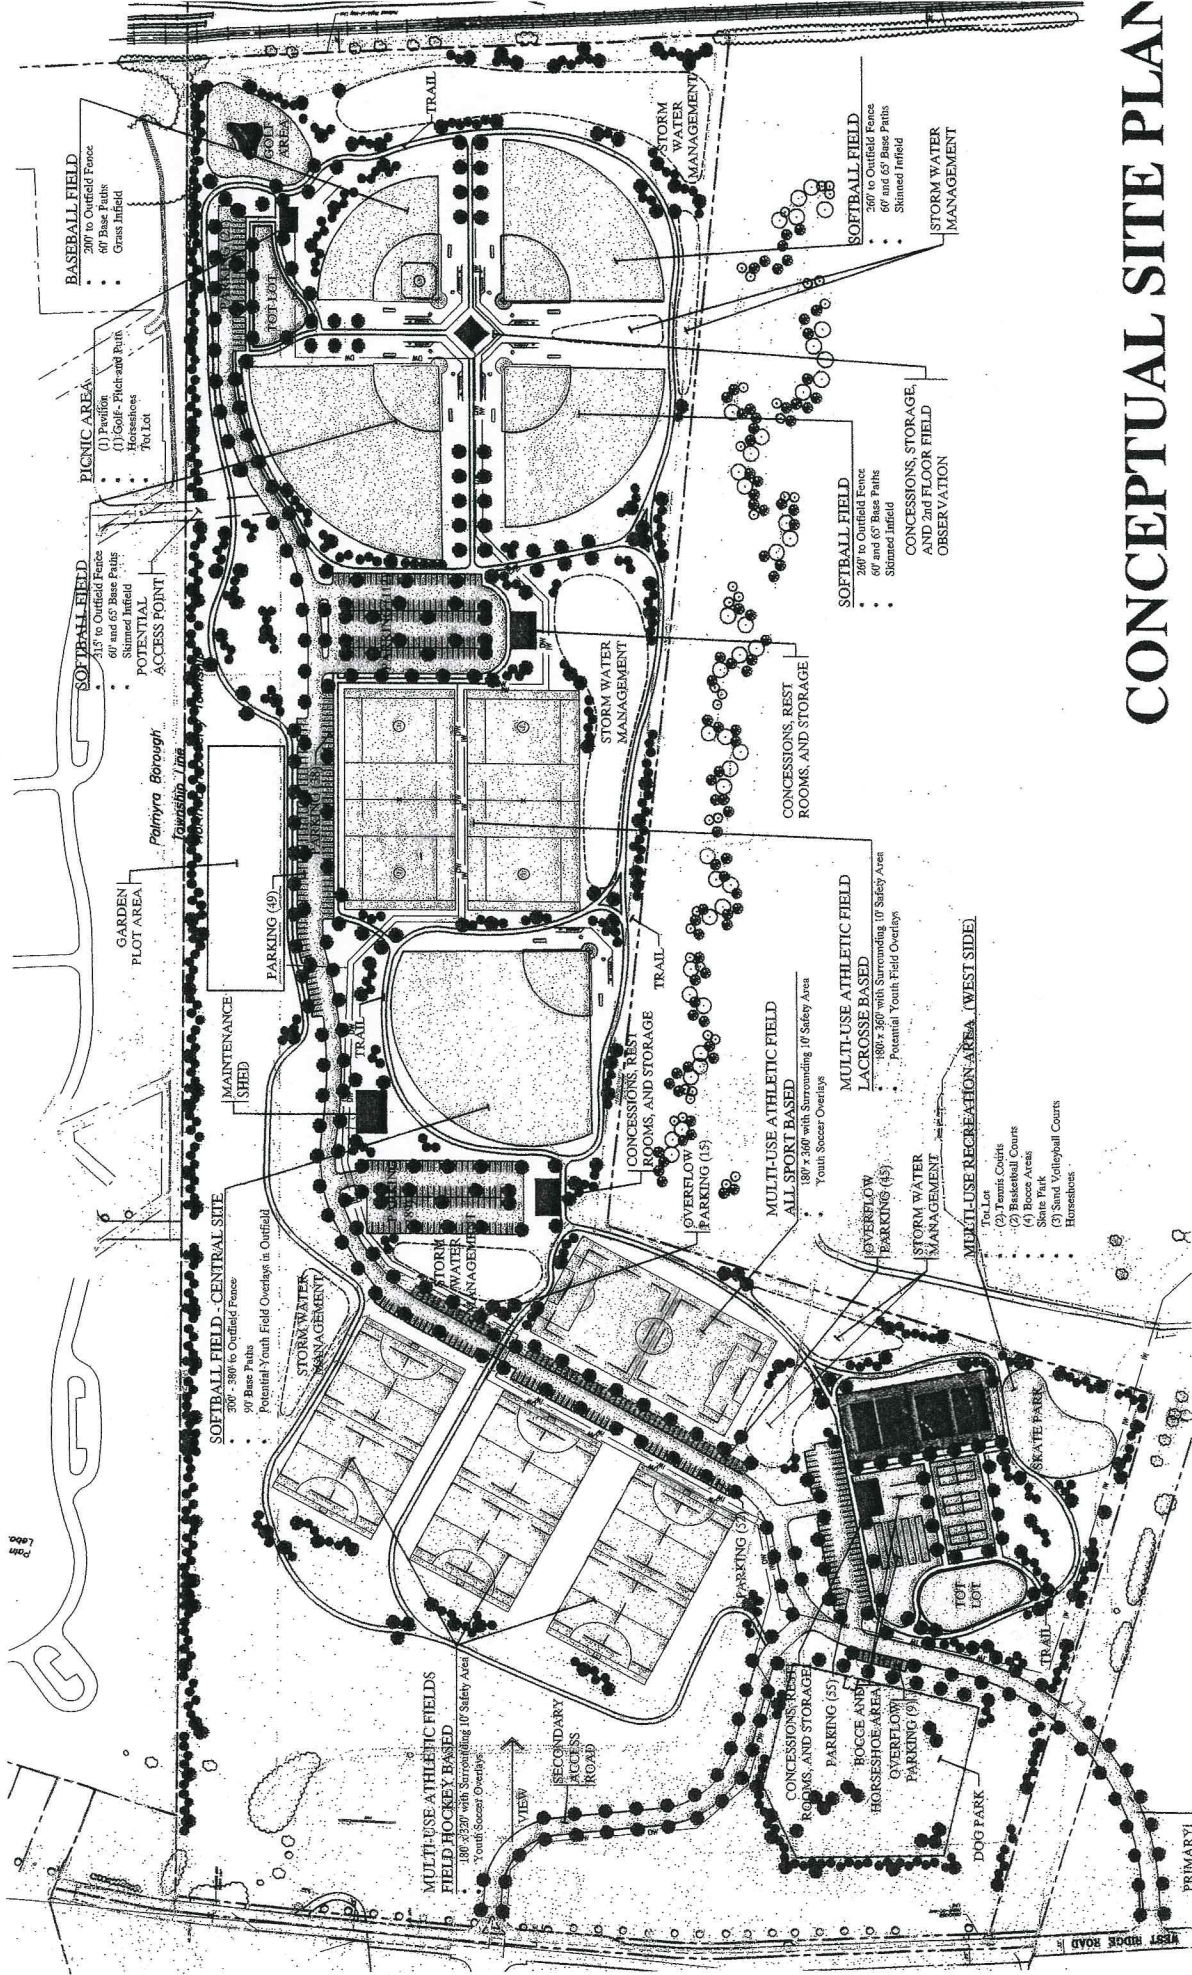 CONCEPTUAL SITE PLAN
BASEBALL FIELD
200' to Outfield Fence
60' Base Paths
Grass Infield
PICNIC AREA
(1) Pavilion
(1) Golf - Pitch and Putt
Horseshoes
Tot Lot
SOFTBALL FIELD
315' to Outfield Fence
60' and 65' Base Paths
Skinned Infield
POTENTIAL
ACCESS POINT
Palmyra Borough
Township Line
GARDEN
PLOT AREA
PARKING (49)
MAINTENANCE
SHED
SOFTBALL FIELD - CENTRAL SITE
300' - 380' to Outfield Fence
90' Base Paths
Potential Youth Field Overlays in Outfield
STORM WATER
MANAGEMENT
MULTI-USE ATHLETIC FIELDS
FIELD HOCKEY BASED
180' x 320' with Surrounding 10' Safety Area
Youth Soccer Overlays
VIEW
SECONDARY
ACCESS
ROAD
GOLF
AREA
TRAIL
STORM
WATER
MANAGEMENT
TOT LOT
SOFTBALL FIELD
260' to Outfield Fence
60' and 65' Base Paths
Skinned Infield
STORM WATER
MANAGEMENT
SOFTBALL FIELD
260' to Outfield Fence
60' and 65' Base Paths
Skinned Infield
CONCESSIONS, STORAGE,
AND 2nd FLOOR FIELD
OBSERVATION
STORM WATER
MANAGEMENT
CONCESSIONS, REST
ROOMS, AND STORAGE
TRAIL
TRAIL
CONCESSIONS, REST
ROOMS, AND STORAGE
STORM
WATER
MANAGEMENT
OVERFLOW
PARKING (15)
MULTI-USE ATHLETIC FIELD
ALL SPORT BASED
180' x 360' with Surrounding 10' Safety Area
Youth Soccer Overlays
MULTI-USE ATHLETIC FIELD
LACROSSE BASED
180' x 360' with Surrounding 10' Safety Area
Potential Youth Field Overlays
OVERFLOW
PARKING (45)
STORM WATER
MANAGEMENT
MULTI-USE RECREATION AREA (WEST SIDE)
Tot Lot
(2) Tennis Courts
(2) Basketball Courts
(4) Bocce Areas
Skate Park
(3) Sand Volleyball Courts
Horseshoes
SKATE PARK
TOT
LOT
TRAIL
CONCESSIONS, REST
ROOMS, AND STORAGE
PARKING (55)
BOCCE AND
HORSESHOE AREA
OVERFLOW
PARKING (9)
DOG PARK
WEST RIDGE ROAD
PRIMARY